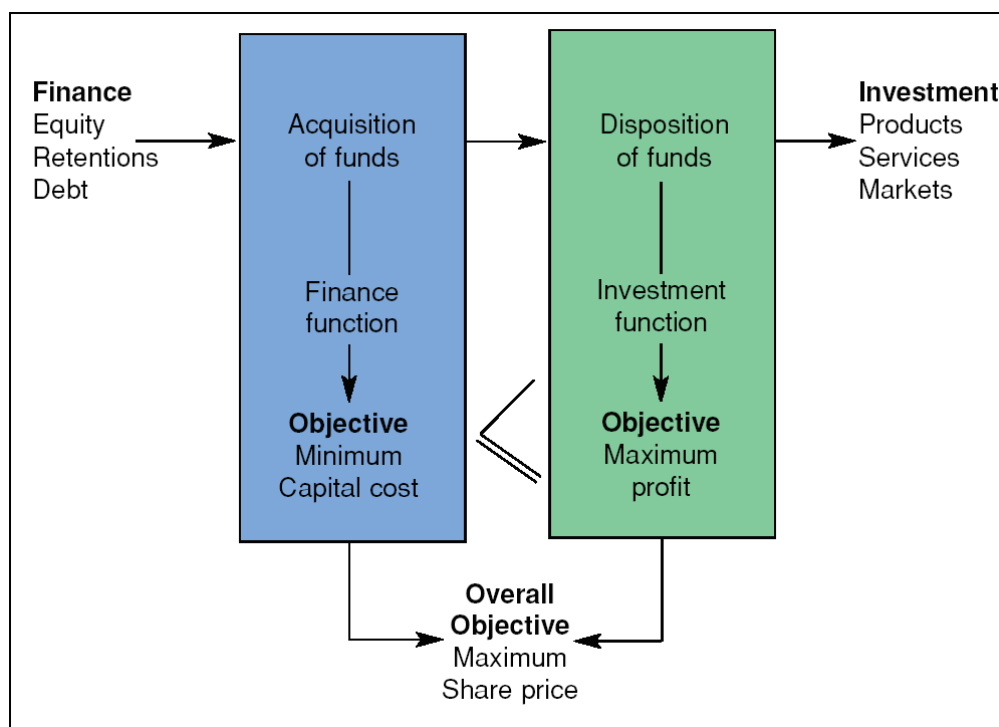 Finance
Equity
Retentions
Debt
Acquisition
of funds
Finance
function
Objective
Minimum
Capital cost
Disposition
of funds
Investment
function
Objective
Maximum
profit
Investment
Products
Services
Markets
Overall
Objective
Maximum
Share price